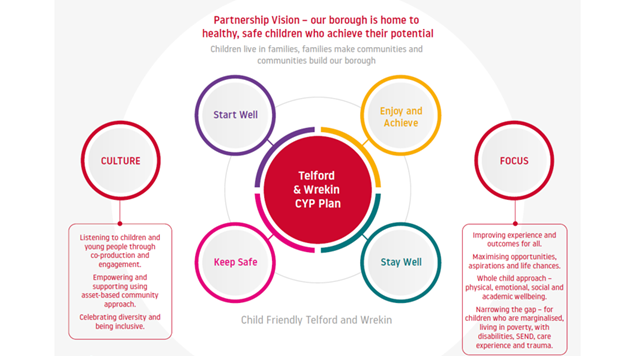 Partnership Vision – our borough is home to
healthy, safe children who achieve their potential
Children live in families, families make communities and
communities build our borough
Start Well
Enjoy and
Achieve
CULTURE
Telford
& Wrekin
CYP Plan
FOCUS
Listening to children and
young people through
co-production and
engagement.
Empowering and
supporting using
asset-based community
approach.
Celebrating diversity and
being inclusive.
Keep Safe
Stay Well
Improving experience and
outcomes for all.
Maximising opportunities,
aspirations and life chances.
Whole child approach –
physical, emotional, social and
academic wellbeing.
Narrowing the gap – for
children who are marginalised,
living in poverty, with
disabilities, SEND, care
experience and trauma.
Child Friendly Telford and Wrekin